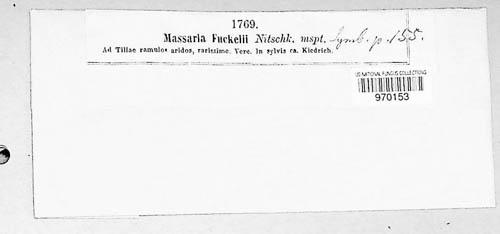 1769.
Massaria Fuckelii Nitschk. mspt. Symb. p. 155.
Ad Tiliae ramulos aridos, rarissime. Vere. In sylvis ca. Kiedrich.
US NATIONAL FUNGUS COLLECTIONS
970153